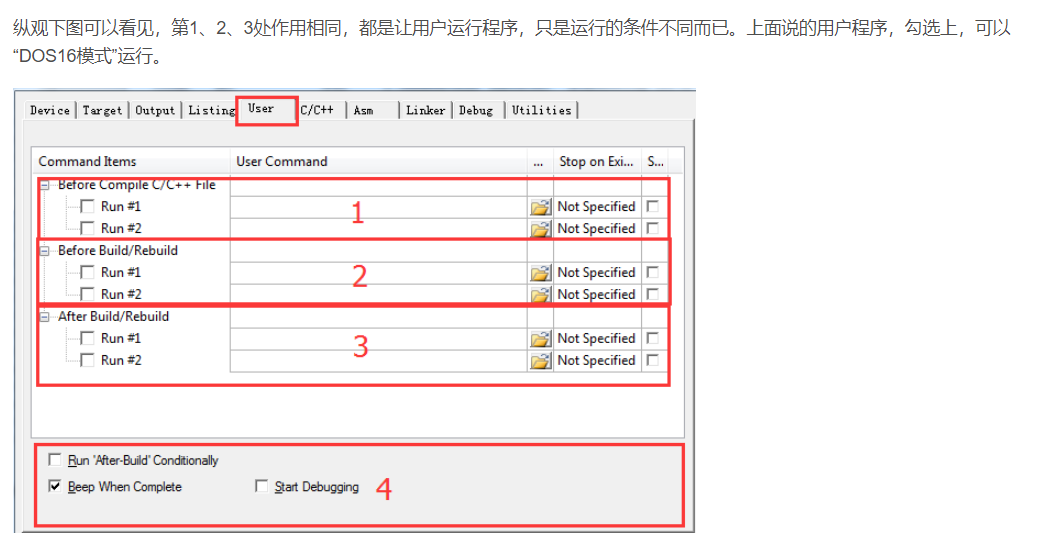 纵观下图可以看见，第1、2、3处作用相同，都是让用户运行程序，只是运行的条件不同而已。上面说的用户程序，勾选上，可以
“DOS16模式”运行。
Device Target Output Listing User C/C++ Asm Linker Debug Utilities
Command Items User Command ... Stop on Exi... S...
Before Compile C/C++ File
Run #1 Not Specified
1
Run #2 Not Specified
Before Build/Rebuild
Run #1 Not Specified
2
Run #2 Not Specified
After Build/Rebuild
Run #1 Not Specified
3
Run #2 Not Specified
Run 'After-Build' Conditionally
Beep When Complete Start Debugging 4